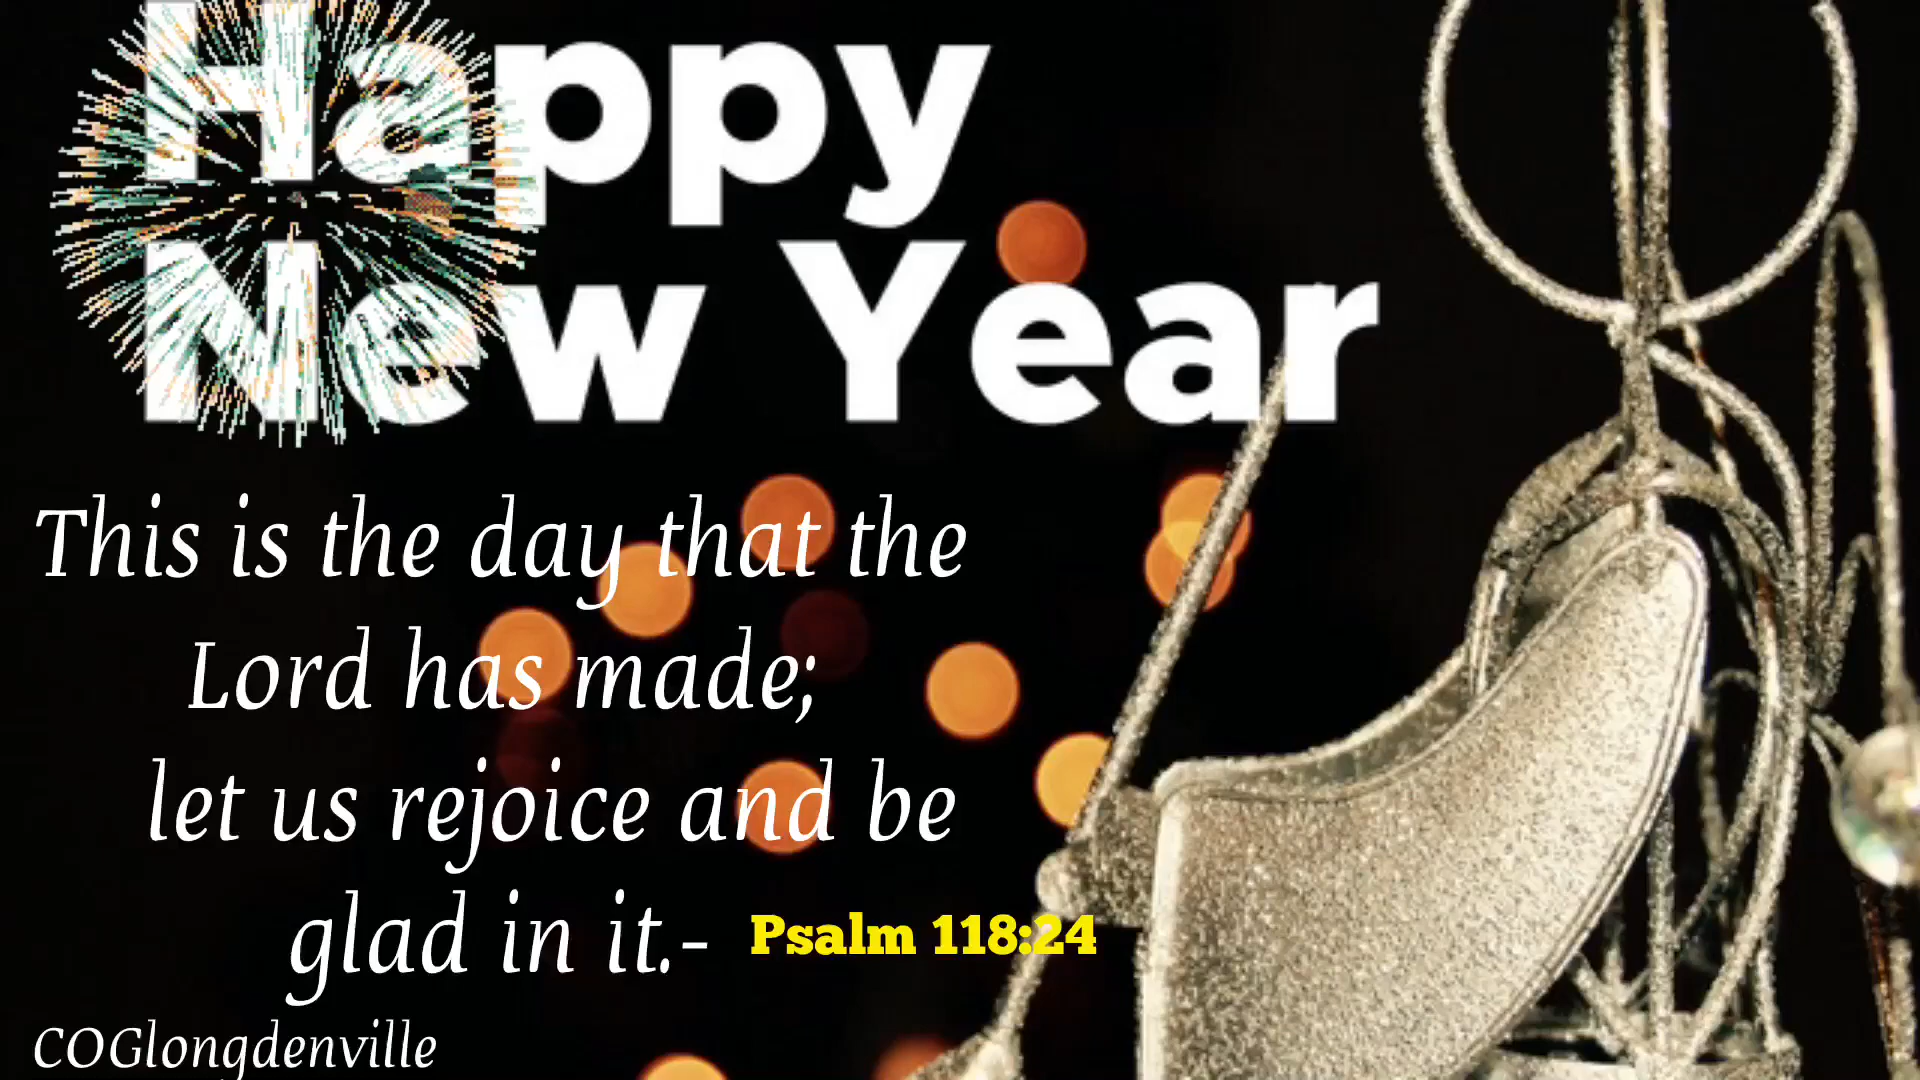 Happy
New Year
This is the day that the
Lord has made;
let us rejoice and be
glad in it.- Psalm 118:24
COGlongdenville